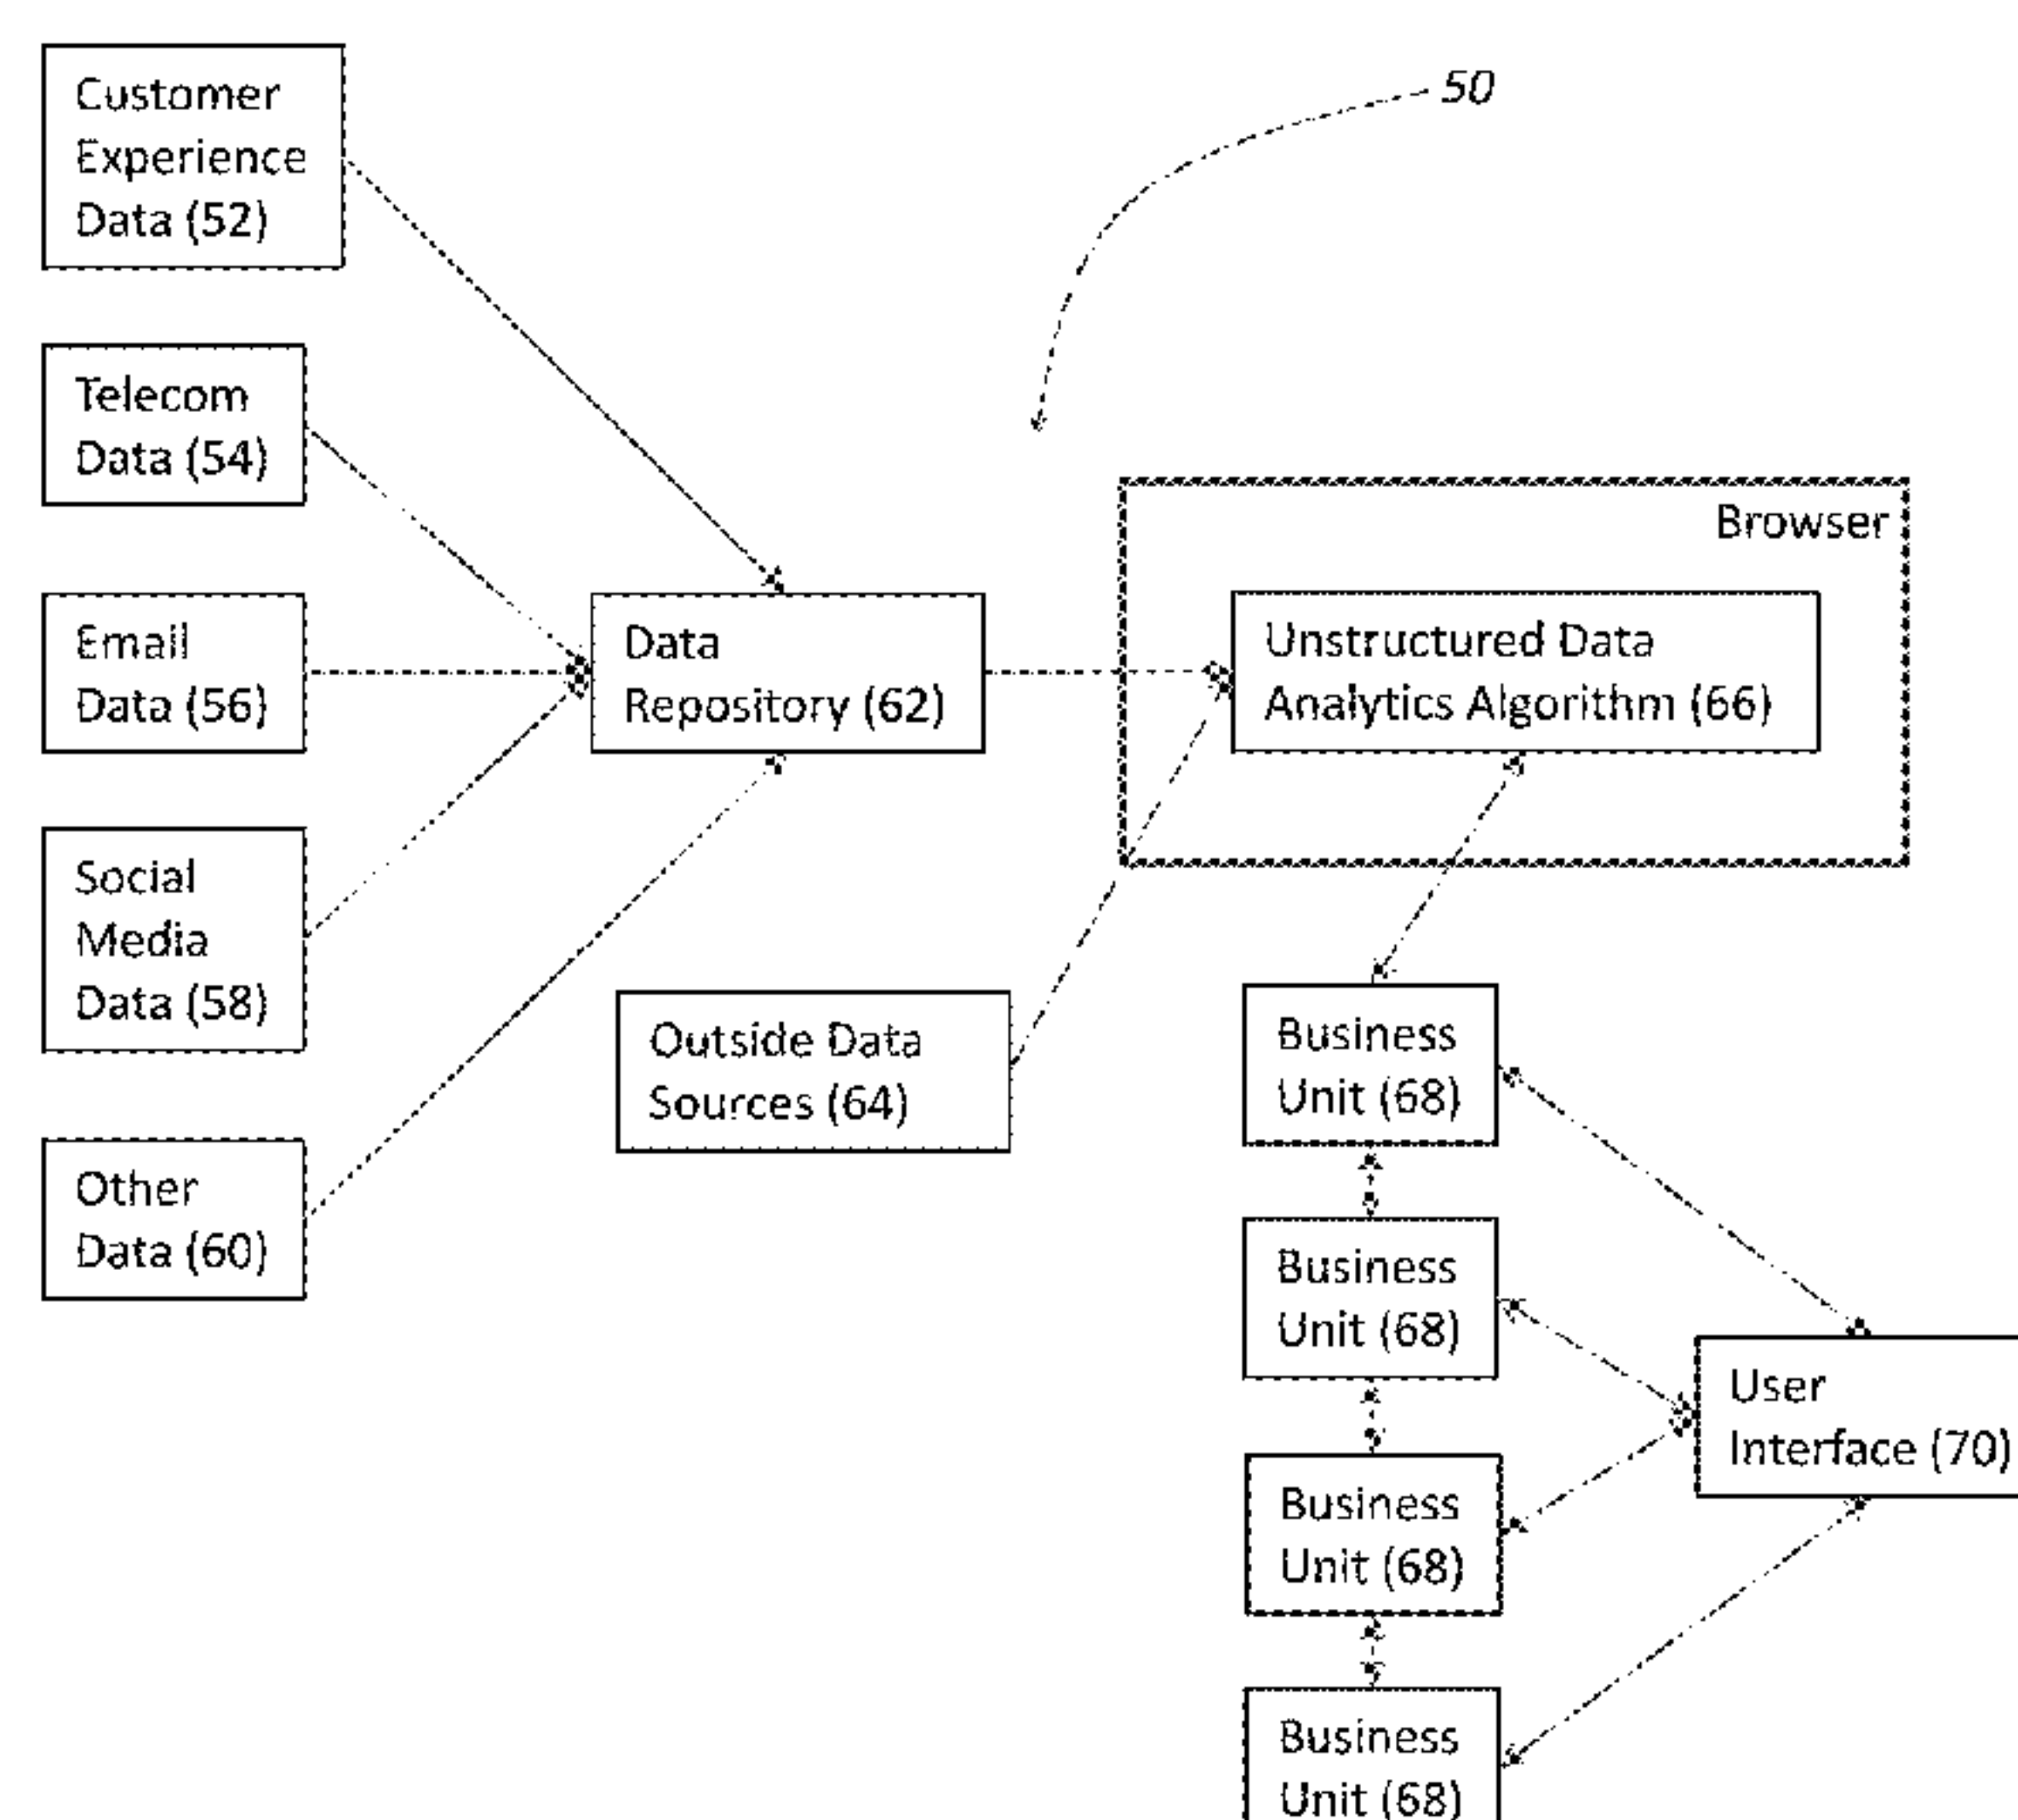 Customer
Experience
Data (52)
50
Telecom
Data (54)
Browser
Email
Data (56)
Data
Repository (62)
Unstructured Data
Analytics Algorithm (66)
Social
Media
Data (58)
Outside Data
Sources (64)
Business
Unit (68)
Other
Data (60)
Business
Unit (68)
User
Interface (70)
Business
Unit (68)
Business
Unit (68)